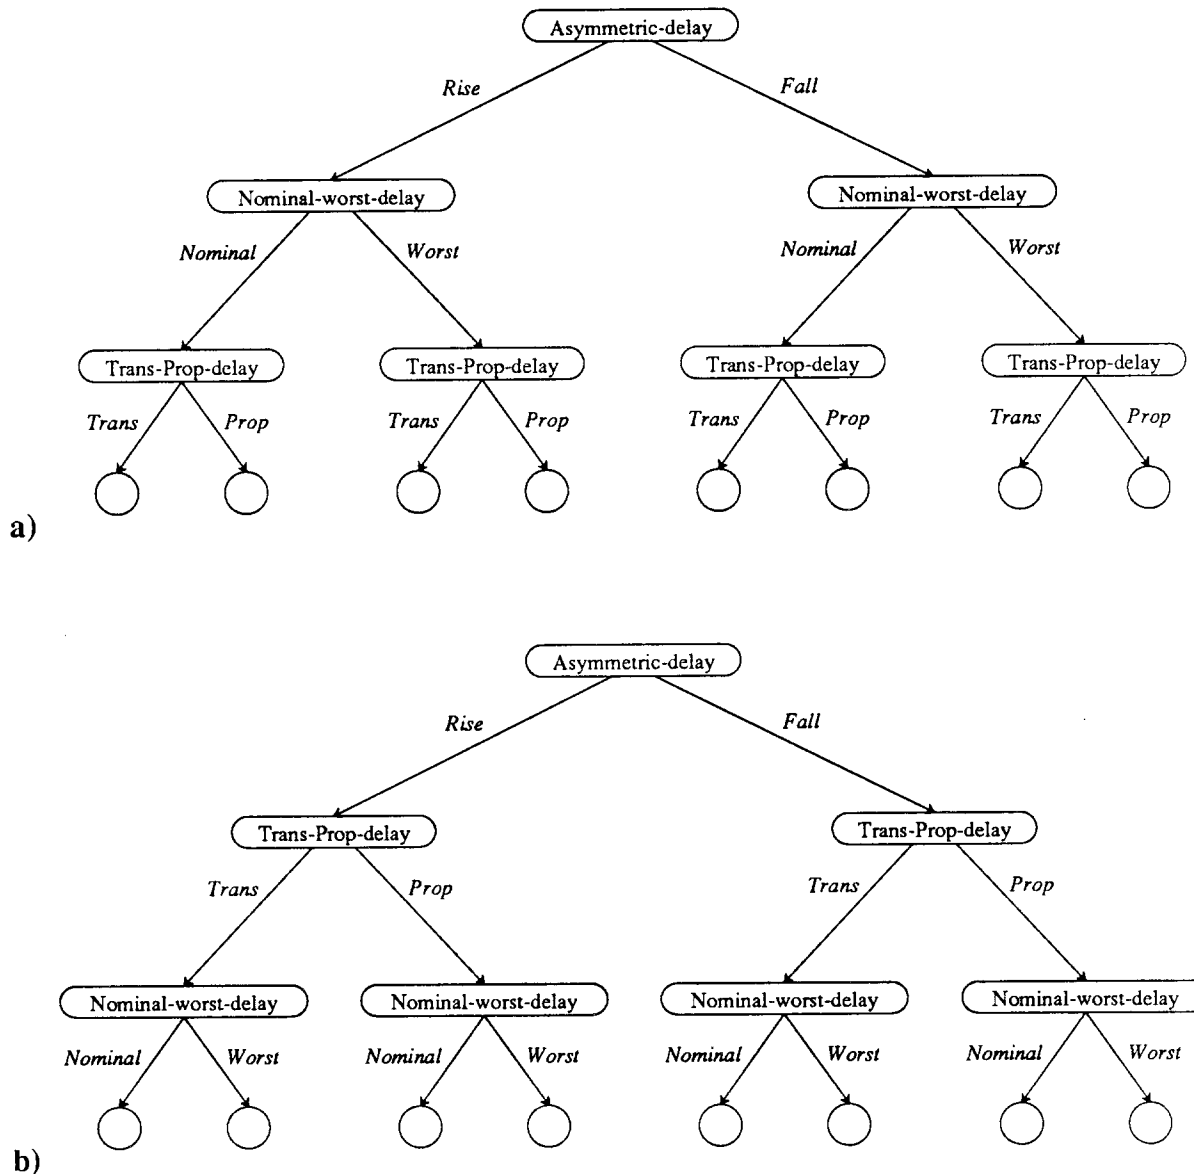 Asymmetric-delay
Rise Fall
Nominal-worst-delay Nominal-worst-delay
Nominal Worst Nominal Worst
Trans-Prop-delay Trans-Prop-delay Trans-Prop-delay Trans-Prop-delay
Trans Prop Trans Prop Trans Prop Trans Prop
a)
Asymmetric-delay
Rise Fall
Trans-Prop-delay Trans-Prop-delay
Trans Prop Trans Prop
Nominal-worst-delay Nominal-worst-delay Nominal-worst-delay Nominal-worst-delay
Nominal Worst Nominal Worst Nominal Worst Nominal Worst
b)